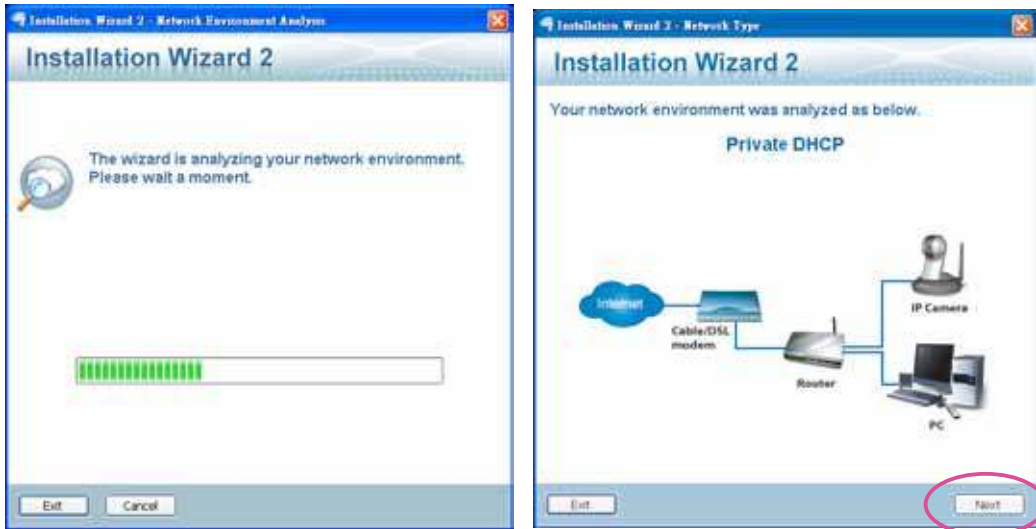 Installation Wizard 2 - Network Environment Analysis
Installation Wizard 2
The wizard is analyzing your network environment.
Please wait a moment.
Exit
Cancel
Installation Wizard 2 - Network Type
Installation Wizard 2
Your network environment was analyzed as below.
Private DHCP
Internet
Cable/DSL
modem
Router
IP Camera
PC
Exit
Next